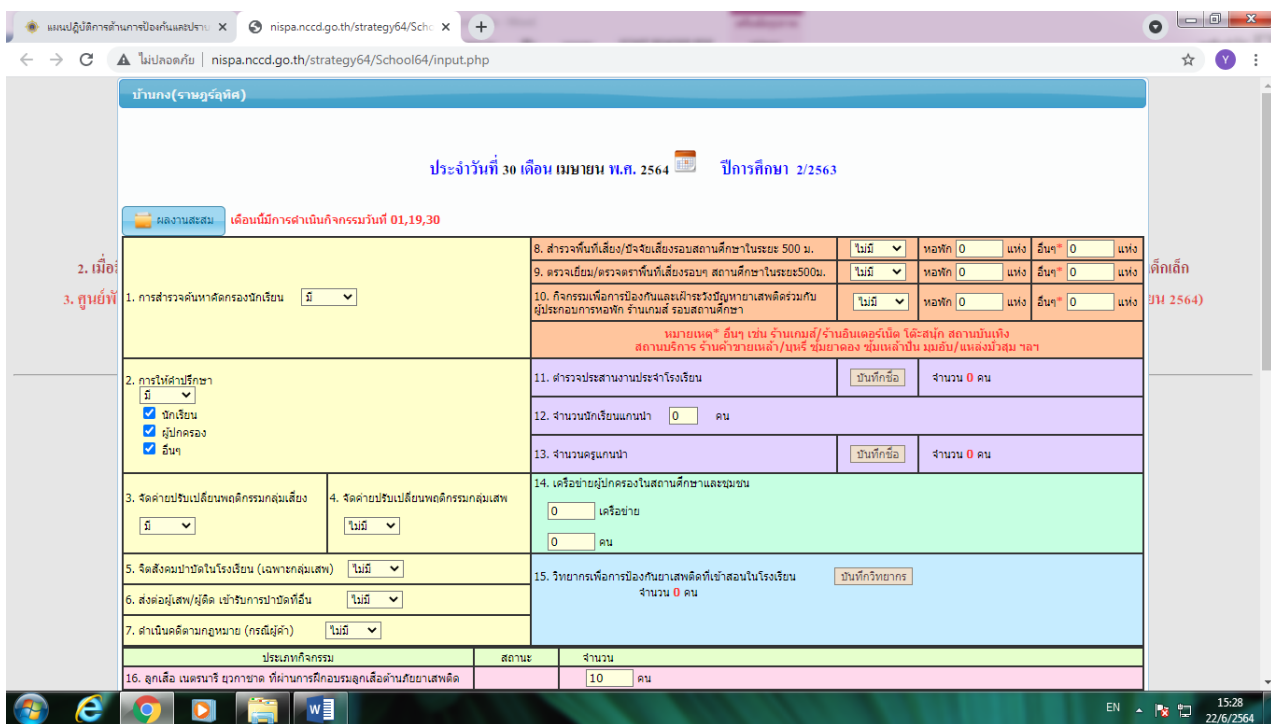 แผนปฏิบัติการด้านการป้องกันและปราบ
nispa.nccd.go.th/strategy64/Scho
ไม่ปลอดภัย | nispa.nccd.go.th/strategy64/School64/input.php
Y
บ้านกง(ราษฎร์อุทิศ)
ประจำวันที่ 30 เดือน เมษายน พ.ศ. 2564 ปีการศึกษา 2/2563
ผลงานสะสม เดือนนี้มีการดำเนินกิจกรรมวันที่ 01,19,30
2. เมื่อ
เด็กเล็ก
3. ศูนย์พั
ยน 2564)
1. การสำรวจค้นหาคัดกรองนักเรียน มี
8. สำรวจพื้นที่เสี่ยง/ปัจจัยเสี่ยงรอบสถานศึกษาในระยะ 500 ม. ไม่มี หอพัก 0 แห่ง อื่นๆ* 0 แห่ง
9. ตรวจเยี่ยม/ตรวจตราพื้นที่เสี่ยงรอบๆ สถานศึกษาในระยะ500ม. ไม่มี หอพัก 0 แห่ง อื่นๆ* 0 แห่ง
10. กิจกรรมเพื่อการป้องกันและเฝ้าระวังปัญหายาเสพติดร่วมกับ
ผู้ประกอบการหอพัก ร้านเกมส์ รอบสถานศึกษา ไม่มี หอพัก 0 แห่ง อื่นๆ* 0 แห่ง
หมายเหตุ* อื่นๆ เช่น ร้านเกมส์/ร้านอินเตอร์เน็ต โต๊ะสนุ้ก สถานบันเทิง
สถานบริการ ร้านค้าขายเหล้า/บุหรี่ ซุ้มยาดอง ซุ้มเหล้าปั่น มุมอับ/แหล่งมั่วสุม ฯลฯ
2. การให้คำปรึกษา
มี
นักเรียน
ผู้ปกครอง
อื่นๆ
11. ตำรวจประสานงานประจำโรงเรียน บันทึกชื่อ จำนวน 0 คน
12. จำนวนนักเรียนแกนนำ 0 คน
13. จำนวนครูแกนนำ บันทึกชื่อ จำนวน 0 คน
3. จัดค่ายปรับเปลี่ยนพฤติกรรมกลุ่มเสี่ยง
มี
4. จัดค่ายปรับเปลี่ยนพฤติกรรมกลุ่มเสพ
ไม่มี
14. เครือข่ายผู้ปกครองในสถานศึกษาและชุมชน
0 เครือข่าย
0 คน
5. จิตสังคมบำบัดในโรงเรียน (เฉพาะกลุ่มเสพ) ไม่มี
6. ส่งต่อผู้เสพ/ผู้ติด เข้ารับการบำบัดที่อื่น ไม่มี
7. ดำเนินคดีตามกฎหมาย (กรณีผู้ค้า) ไม่มี
15. วิทยากรเพื่อการป้องกันยาเสพติดที่เข้าสอนในโรงเรียน บันทึกวิทยากร
จำนวน 0 คน
ประเภทกิจกรรม สถานะ จำนวน
16. ลูกเสือ เนตรนารี ยุวกาชาด ที่ผ่านการฝึกอบรมลูกเสือต้านภัยยาเสพติด 10 คน
EN
15:28
22/6/2564